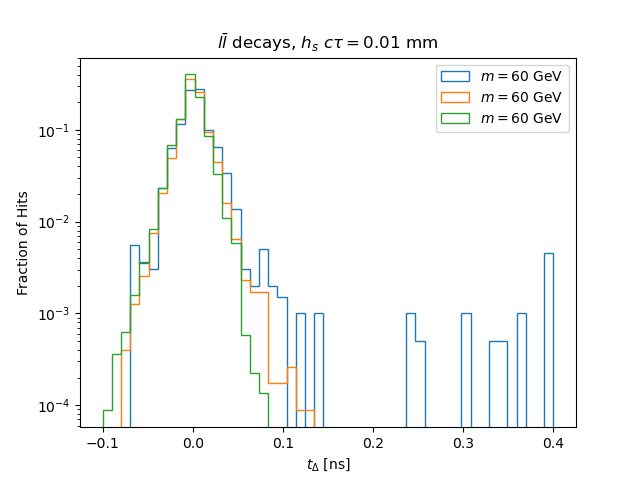 $l\bar{l}$ decays, $h_s$ $c\tau = 0.01$ mm
Fraction of Hits
10⁻¹
10⁻²
10⁻³
10⁻⁴
m = 60 GeV
m = 60 GeV
m = 60 GeV
−0.1 0.0 0.1 0.2 0.3 0.4
$t_\Delta$ [ns]